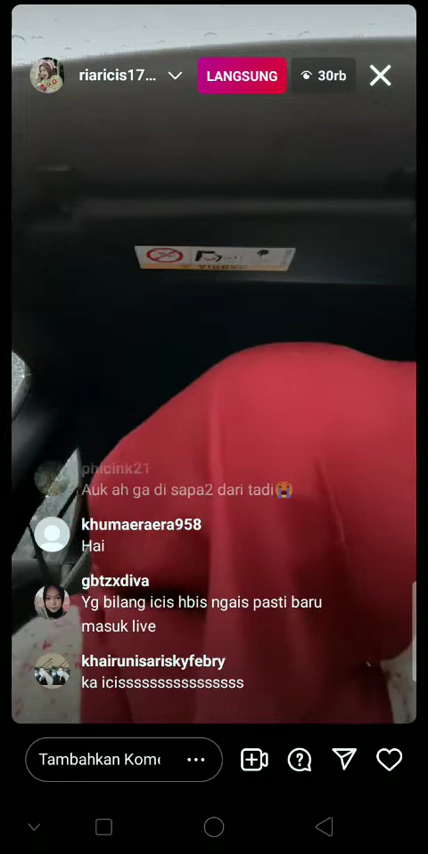 riaricis17...
LANGSUNG
30rb
phicink21
Auk ah ga di sapa2 dari tadi😭
khumaeraera958
Hai
gbtzxdiva
Yg bilang icis hbis ngais pasti baru
masuk live
khairunisariskyfebry
ka icisssssssssssssssss
Tambahkan Kome